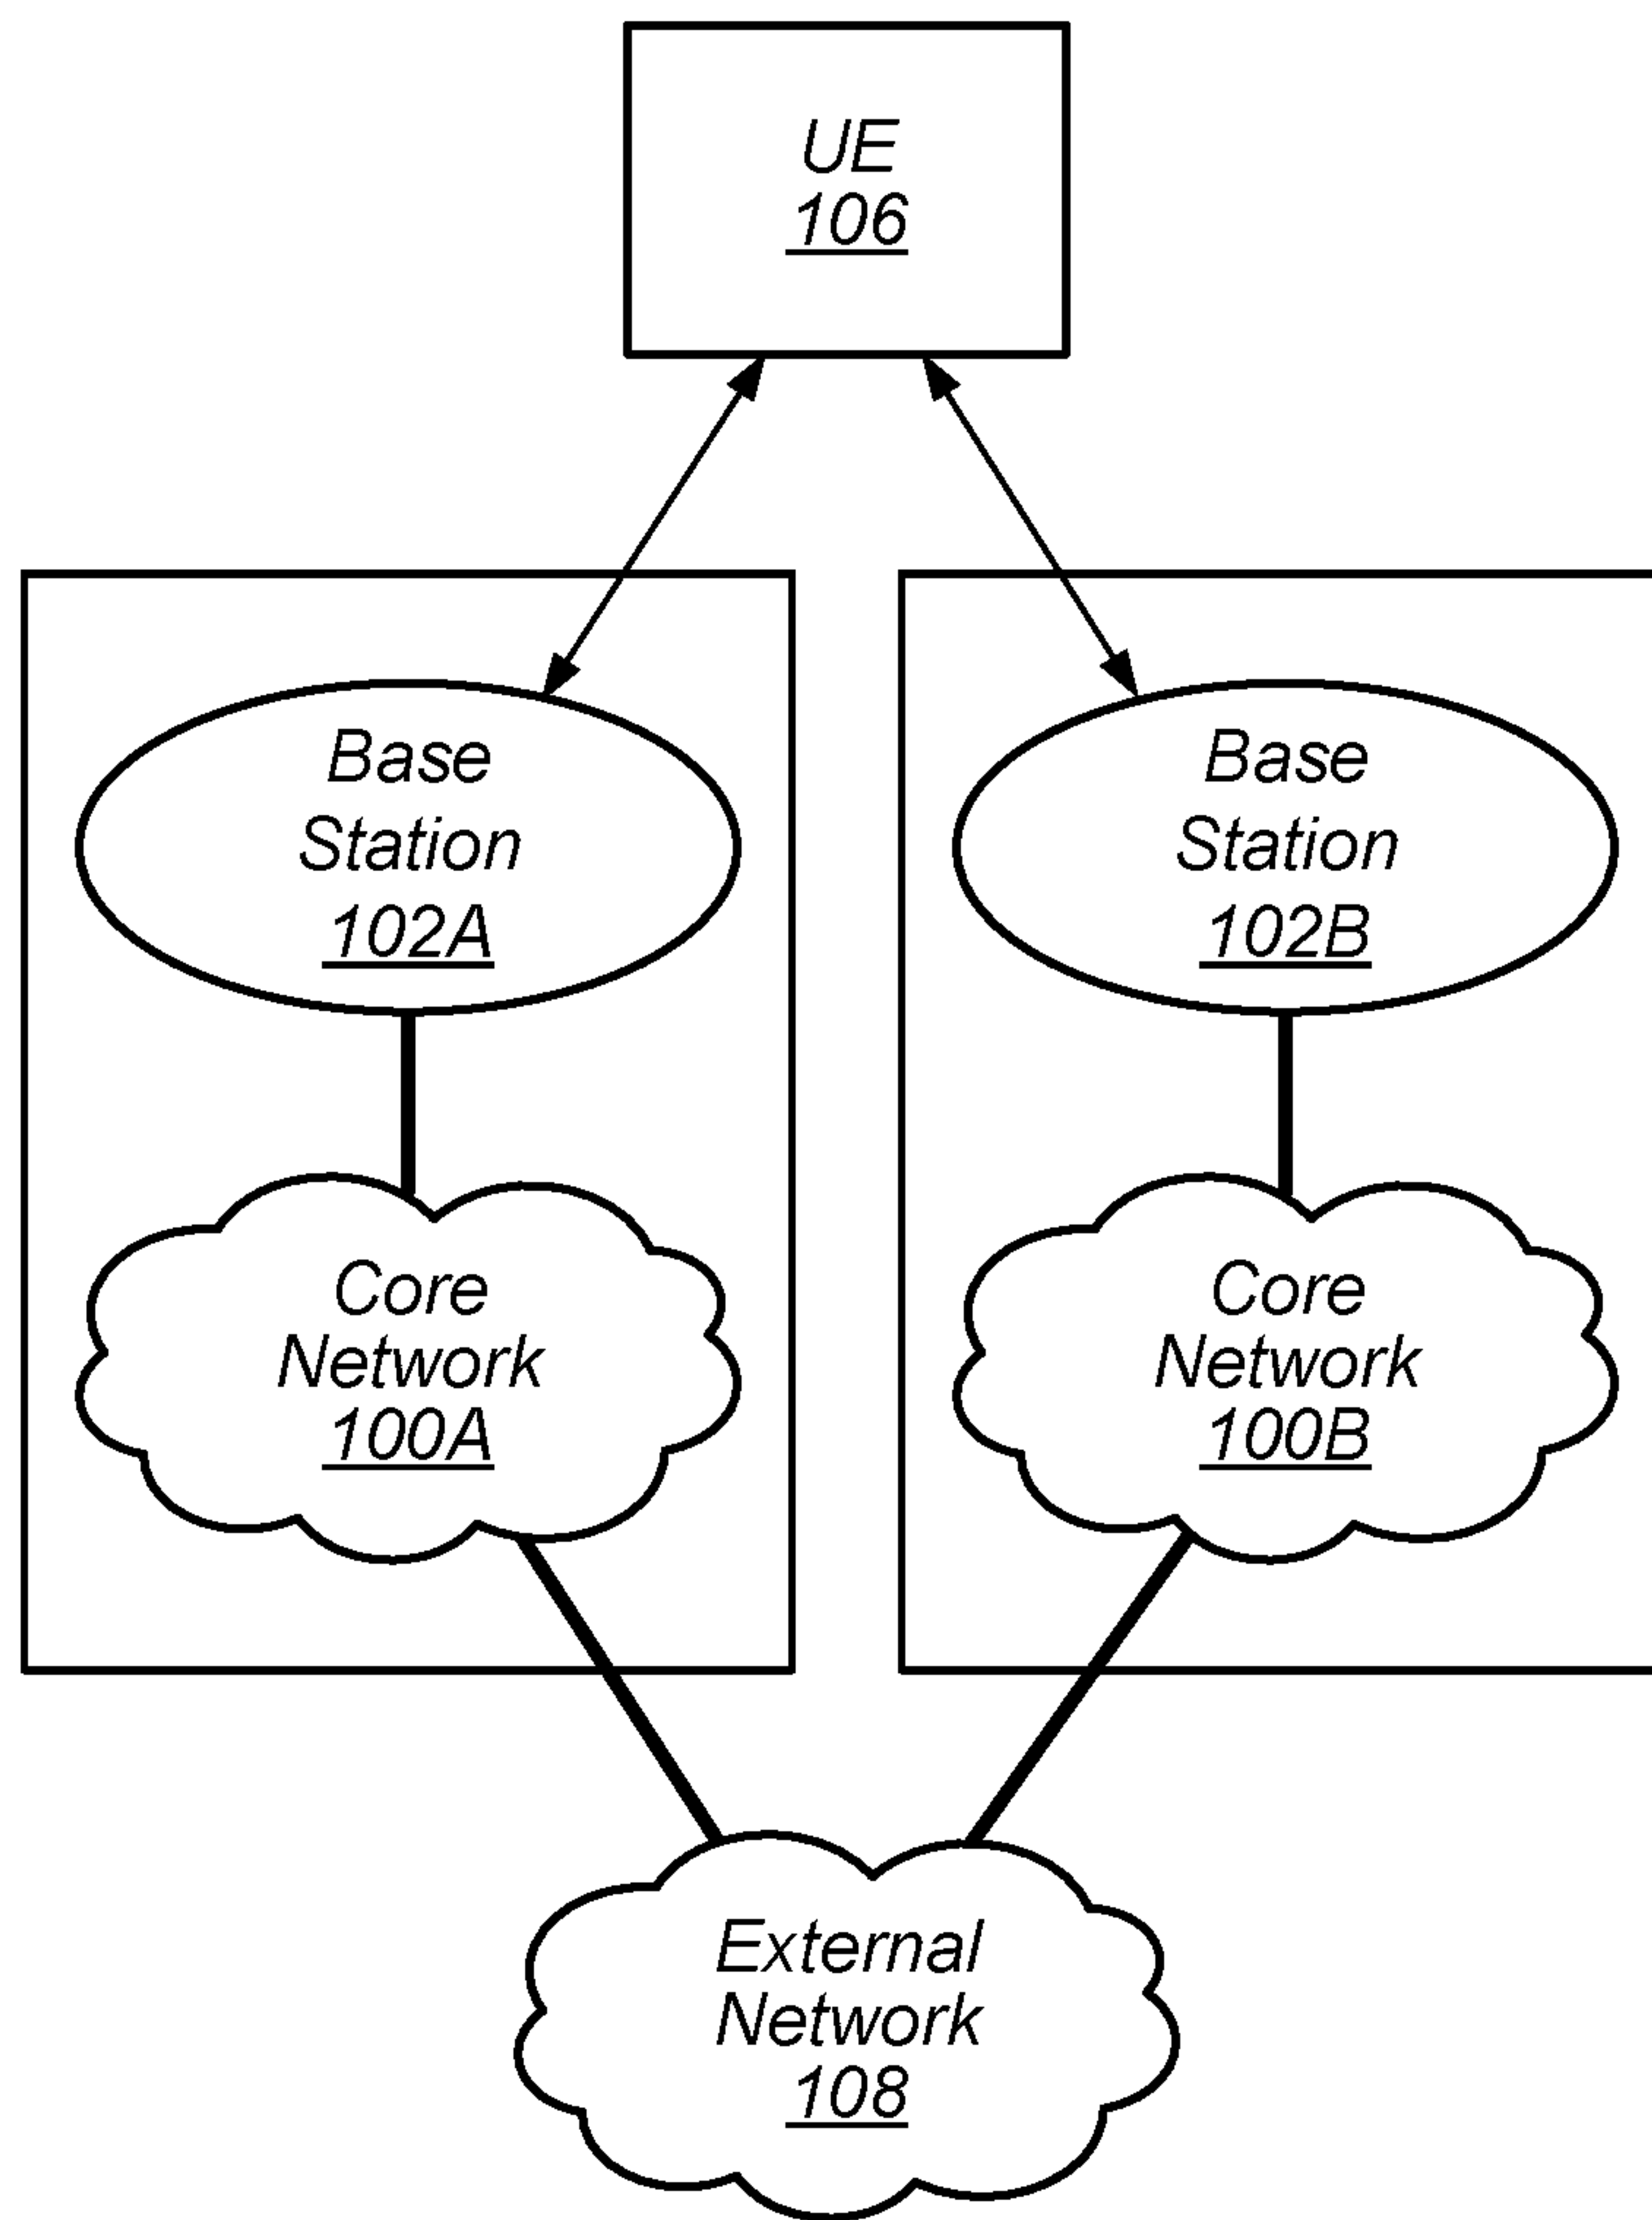 UE
106
Base
Station
102A
Base
Station
102B
Core
Network
100A
Core
Network
100B
External
Network
108